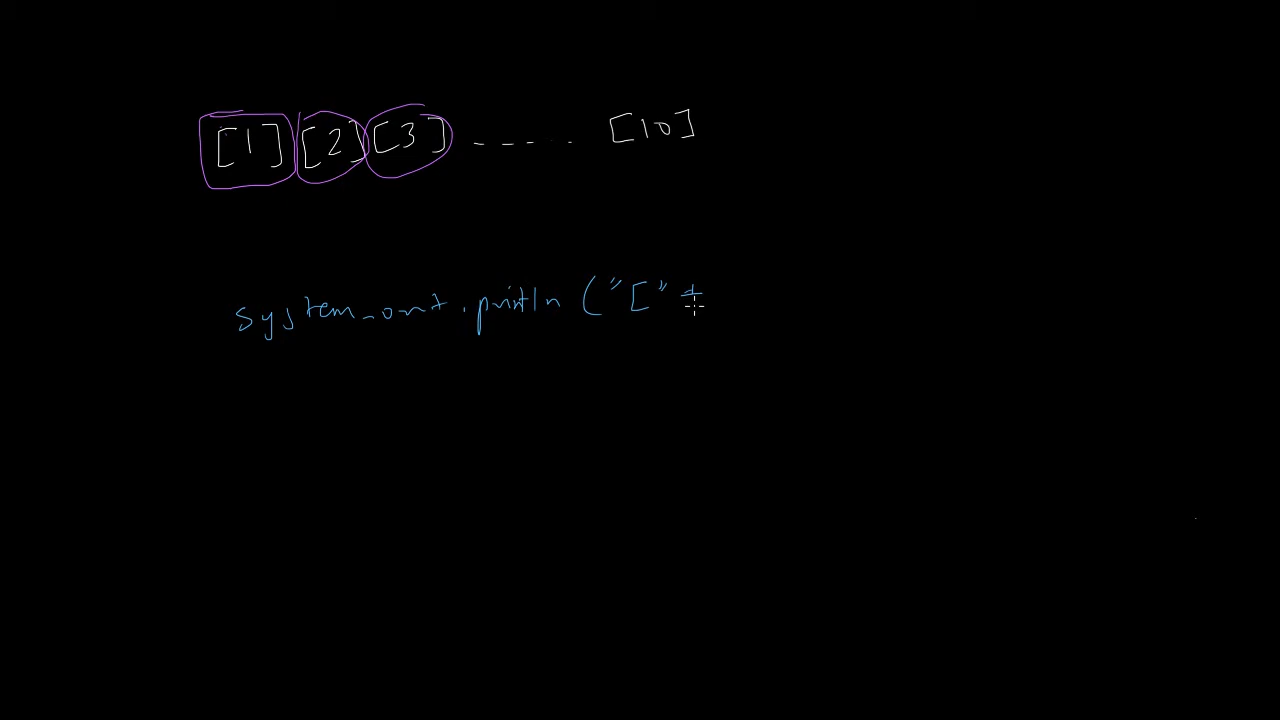 [1] [2] [3] ------ [10]
system.out.println ("[" +